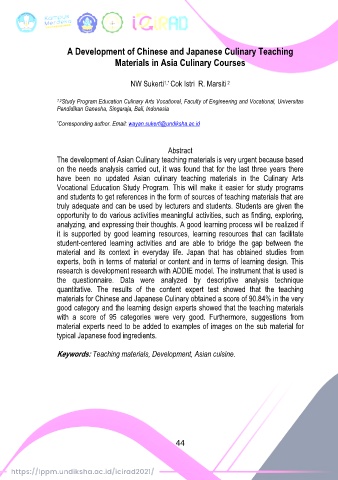 Kampus
Merdeka
iCIRAD
A Development of Chinese and Japanese Culinary Teaching
Materials in Asia Culinary Courses
NW Sukerti1,* Cok Istri R. Marsiti 2
1,2Study Program Education Culinary Arts Vocational, Faculty of Engineering and Vocational, Universitas
Pendidikan Ganesha, Singaraja, Bali, Indonesia
*Corresponding author. Email: wayan.sukerti@undiksha.ac.id
Abstract
The development of Asian Culinary teaching materials is very urgent because based
on the needs analysis carried out, it was found that for the last three years there
have been no updated Asian culinary teaching materials in the Culinary Arts
Vocational Education Study Program. This will make it easier for study programs
and students to get references in the form of sources of teaching materials that are
truly adequate and can be used by lecturers and students. Students are given the
opportunity to do various activities meaningful activities, such as finding, exploring,
analyzing, and expressing their thoughts. A good learning process will be realized if
it is supported by good learning resources, learning resources that can facilitate
student-centered learning activities and are able to bridge the gap between the
material and its context in everyday life. Japan that has obtained studies from
experts, both in terms of material or content and in terms of learning design. This
research is development research with ADDIE model. The instrument that is used is
the questionnaire. Data were analyzed by descriptive analysis technique
quantitative. The results of the content expert test showed that the teaching
materials for Chinese and Japanese Culinary obtained a score of 90.84% in the very
good category and the learning design experts showed that the teaching materials
with a score of 95 categories were very good. Furthermore, suggestions from
material experts need to be added to examples of images on the sub material for
typical Japanese food ingredients.
Keywords: Teaching materials, Development, Asian cuisine.
44
https://lppm.undiksha.ac.id/icirad2021/